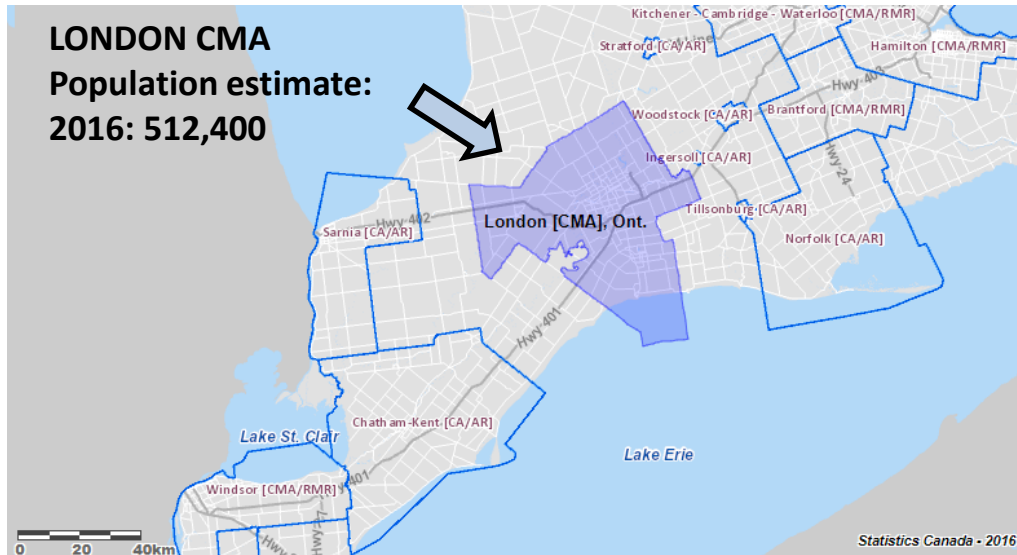 LONDON CMA
Population estimate:
2016: 512,400
Kitchener - Cambridge - Waterloo [CMA/RMR]
Stratford [CA/AR]
Hamilton [CMA/RMR]
Hwy-403
Woodstock [CA/AR]
Brantford [CMA/RMR]
Ingersoll [CA/AR]
Hwy-24
Hwy-402
London [CMA], Ont.
Tillsonburg [CA/AR]
Sarnia [CA/AR]
Norfolk [CA/AR]
Hwy-401
Chatham-Kent [CA/AR]
Lake St. Clair
Lake Erie
Windsor [CMA/RMR]
0 20 40km
Statistics Canada - 2016